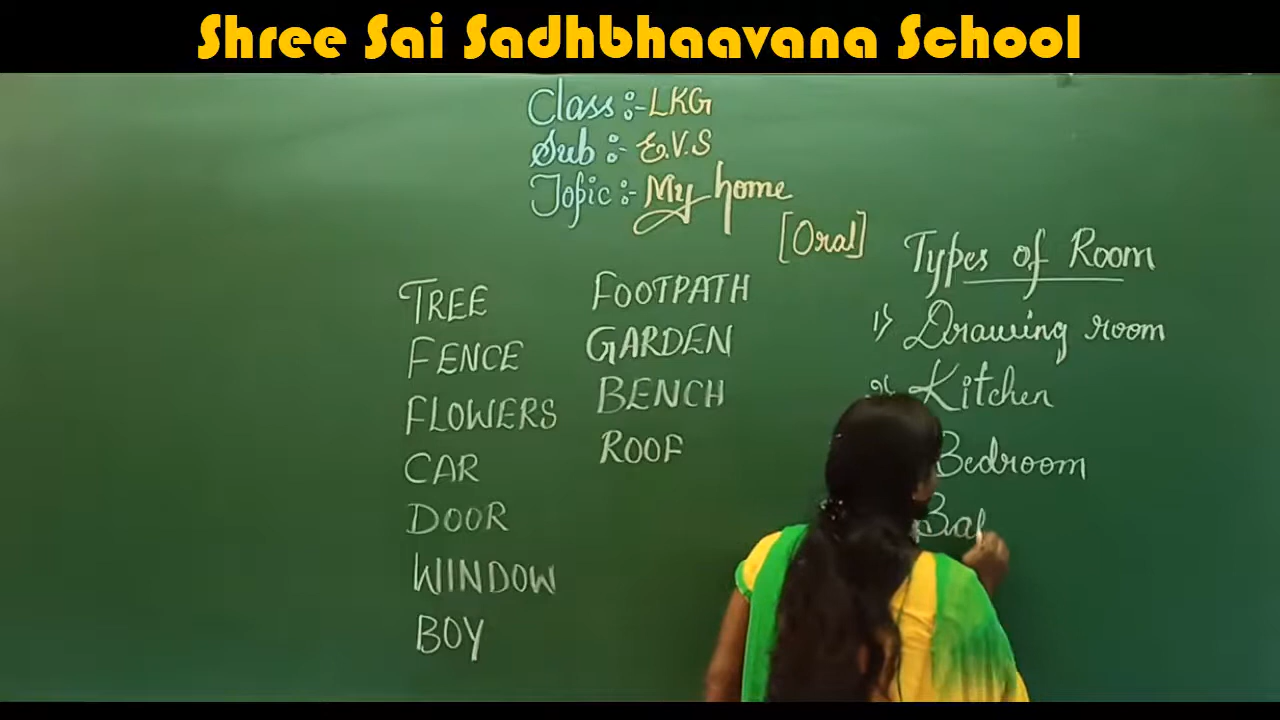 Shree Sai Sadhbhaavana School
Class :- LKG
Sub :- E.V.S
Topic :- My home
[Oral]
TREE
FENCE
FLOWERS
CAR
DOOR
WINDOW
BOY
FOOTPATH
GARDEN
BENCH
ROOF
Types of Room
1) Drawing room
Kitchen
Bedroom